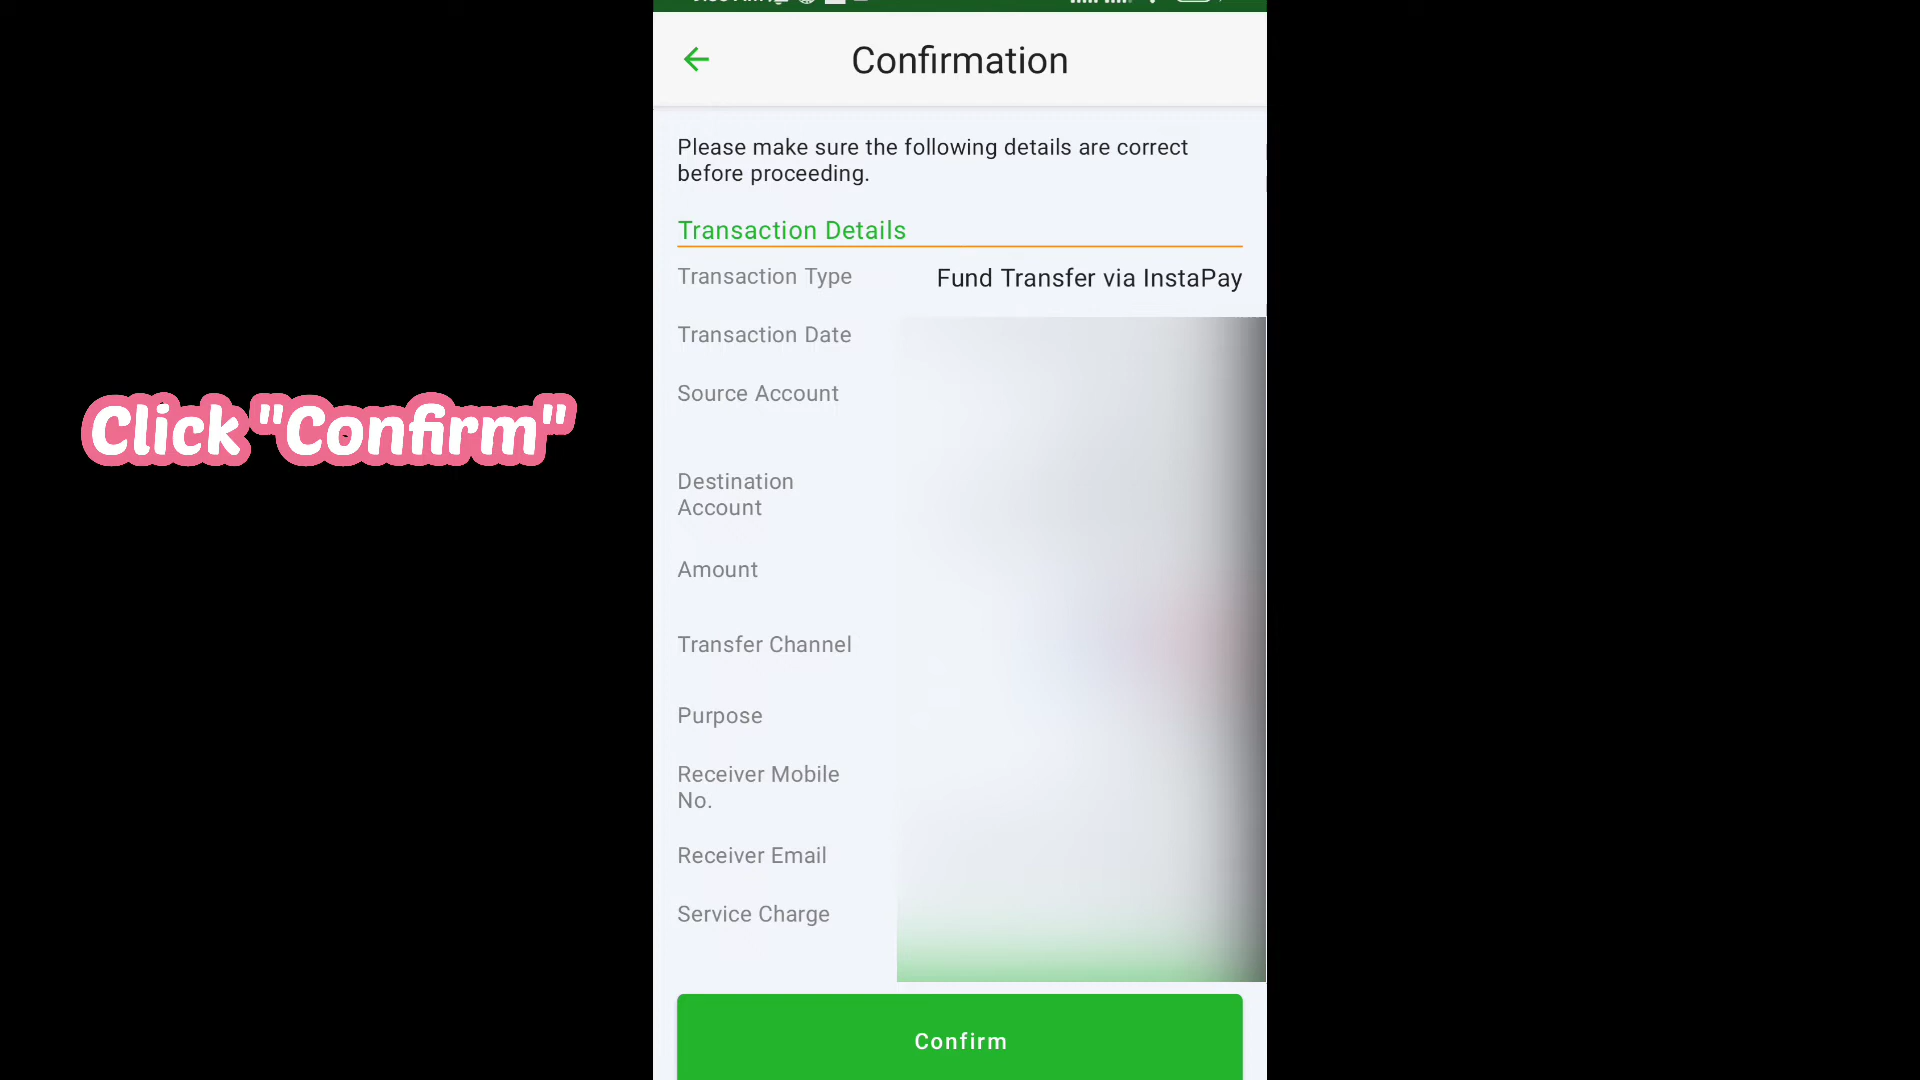 Confirmation
Please make sure the following details are correct
before proceeding.
Transaction Details
Transaction Type Fund Transfer via InstaPay
Transaction Date
Source Account
Click "Confirm"
Destination
Account
Amount
Transfer Channel
Purpose
Receiver Mobile
No.
Receiver Email
Service Charge
Confirm